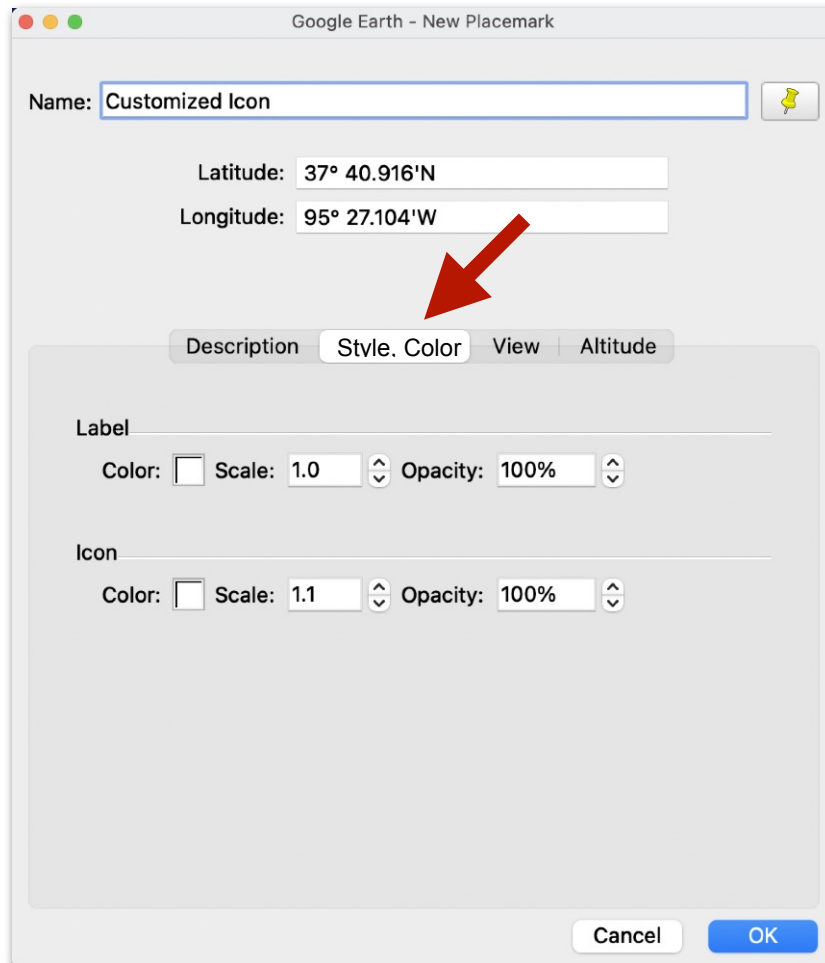 Google Earth - New Placemark
Name: Customized Icon
Latitude: 37° 40.916'N
Longitude: 95° 27.104'W
Description Style, Color View Altitude
Label
Color: Scale: 1.0 Opacity: 100%
Icon
Color: Scale: 1.1 Opacity: 100%
Cancel OK